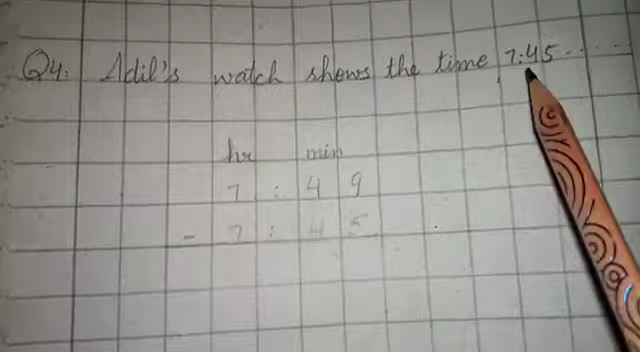 Q4: Adil's watch shows the time 7:45.....
hr min
7 : 4 9
- 7 : 4 5